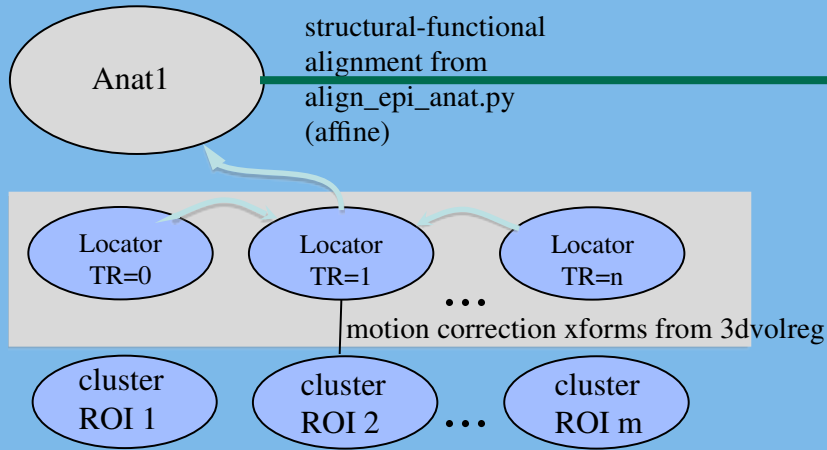 Anat1
structural-functional
alignment from
align_epi_anat.py
(affine)
Locator
TR=0
Locator
TR=1
...
Locator
TR=n
motion correction xforms from 3dvolreg
cluster
ROI 1
cluster
ROI 2
...
cluster
ROI m